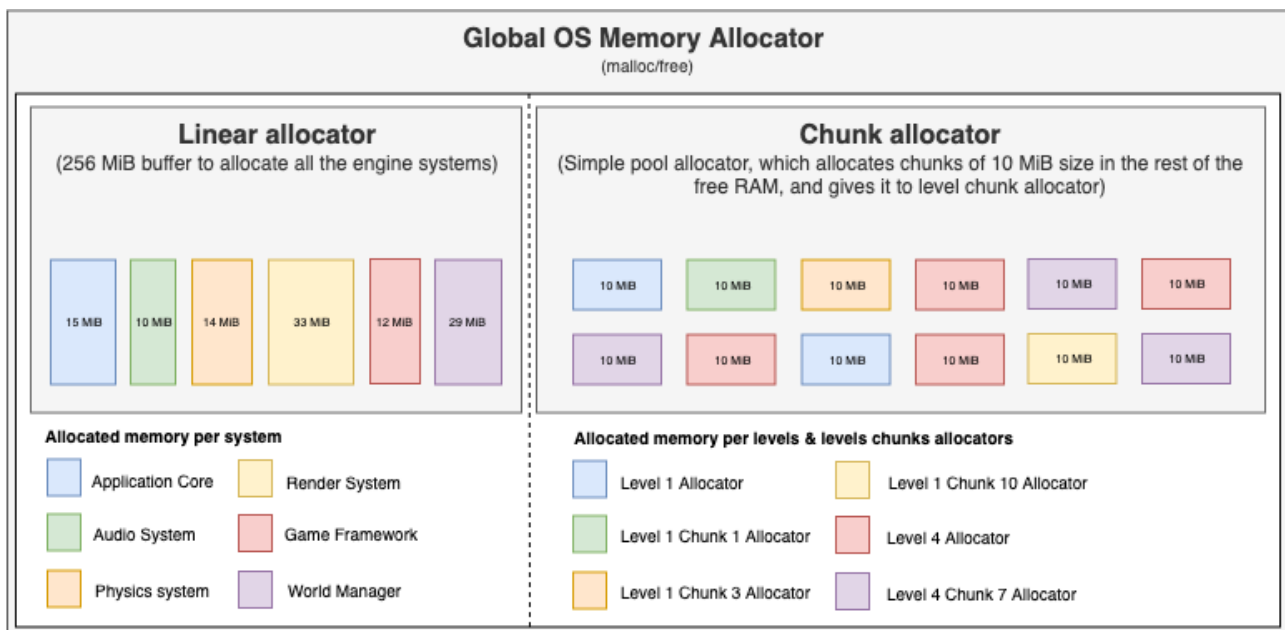 Global OS Memory Allocator
(malloc/free)
Linear allocator
(256 MiB buffer to allocate all the engine systems)
15 MiB
10 MiB
14 MiB
33 MiB
12 MiB
29 MiB
Allocated memory per system
Application Core
Render System
Audio System
Game Framework
Physics system
World Manager
Chunk allocator
(Simple pool allocator, which allocates chunks of 10 MiB size in the rest of the
free RAM, and gives it to level chunk allocator)
10 MiB
10 MiB
10 MiB
10 MiB
10 MiB
10 MiB
10 MiB
10 MiB
10 MiB
10 MiB
10 MiB
10 MiB
Allocated memory per levels & levels chunks allocators
Level 1 Allocator
Level 1 Chunk 10 Allocator
Level 1 Chunk 1 Allocator
Level 4 Allocator
Level 1 Chunk 3 Allocator
Level 4 Chunk 7 Allocator